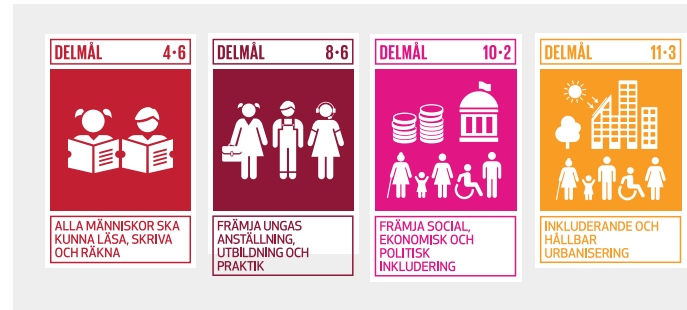 DELMÅL 4·6
ALLA MÄNNISKOR SKA
KUNNA LÄSA, SKRIVA
OCH RÄKNA
DELMÅL 8·6
FRÄMJA UNGAS
ANSTÄLLNING,
UTBILDNING OCH
PRAKTIK
DELMÅL 10·2
FRÄMJA SOCIAL,
EKONOMISK OCH
POLITISK
INKLUDERING
DELMÅL 11·3
INKLUDERANDE OCH
HÅLLBAR
URBANISERING